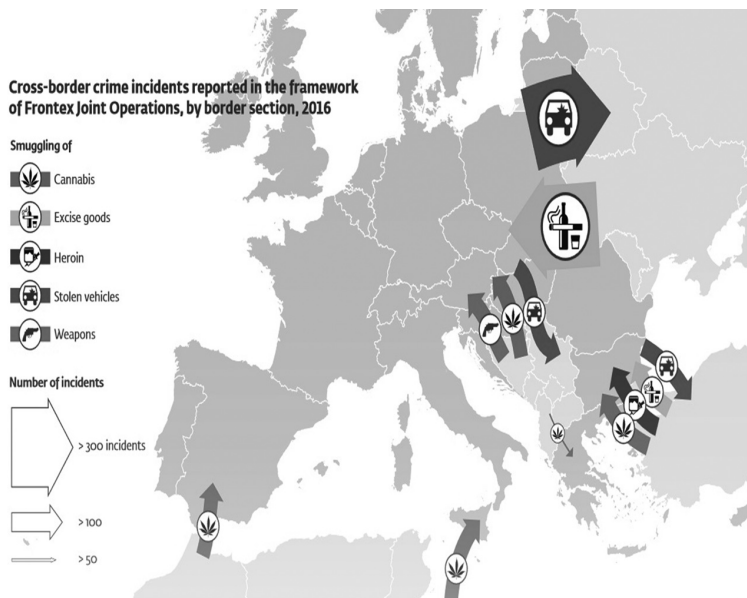 Cross-border crime incidents reported in the framework
of Frontex Joint Operations, by border section, 2016
Smuggling of
Cannabis
Excise goods
Heroin
Stolen vehicles
Weapons
Number of incidents
> 300 incidents
> 100
> 50